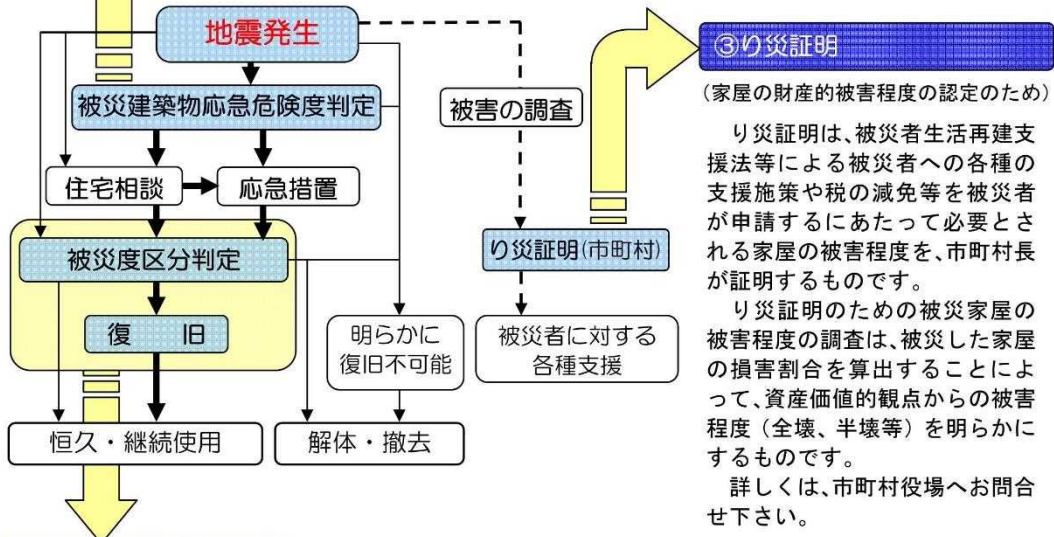 地震発生
被災建築物応急危険度判定
住宅相談
応急措置
被災度区分判定
復　旧
明らかに
復旧不可能
恒久・継続使用
解体・撤去
被害の調査
り災証明(市町村)
被災者に対する
各種支援
③り災証明
(家屋の財産的被害程度の認定のため)
り災証明は、被災者生活再建支
援法等による被災者への各種の
支援施策や税の減免等を被災者
が申請するにあたって必要とさ
れる家屋の被害程度を、市町村長
が証明するものです。
り災証明のための被災家屋の
被害程度の調査は、被災した家屋
の損害割合を算出することによ
って、資産価値的観点からの被害
程度（全壊、半壊等）を明らかに
するものです。
詳しくは、市町村役場へお問合
せ下さい。